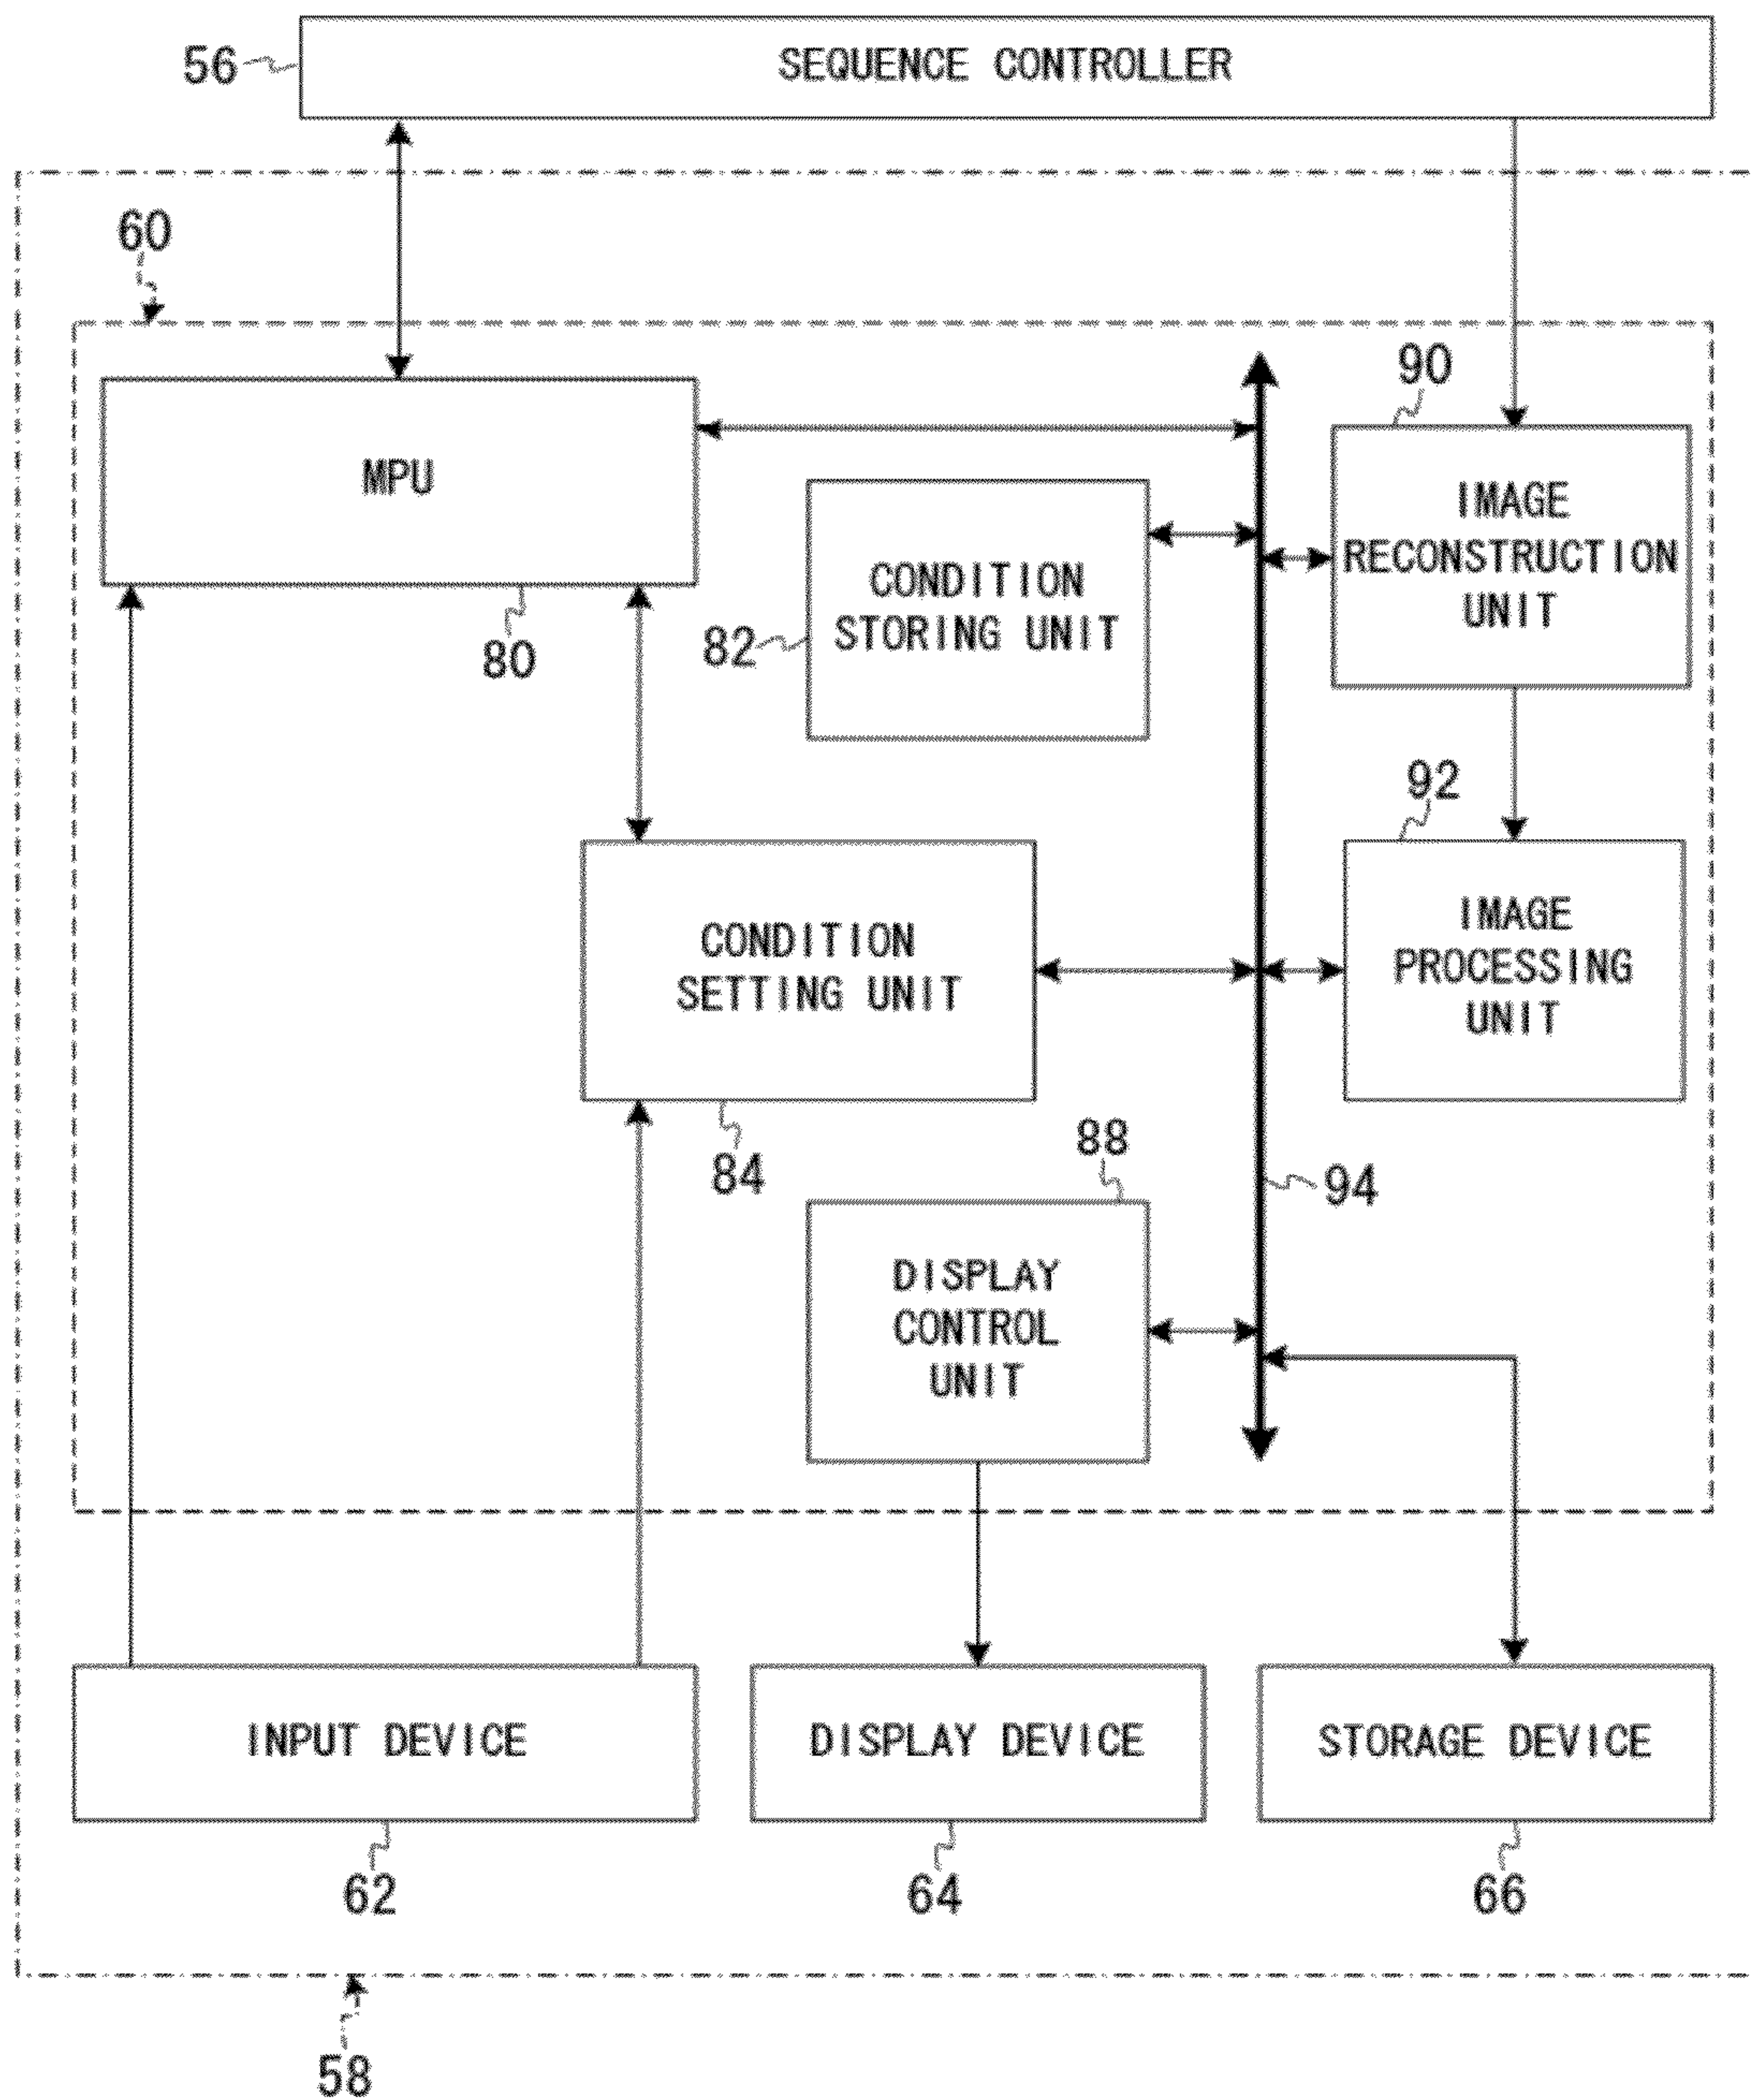 56
SEQUENCE CONTROLLER
60
90
MPU
IMAGE
RECONSTRUCTION
UNIT
CONDITION
STORING UNIT
82
80
92
IMAGE
PROCESSING
UNIT
CONDITION
SETTING UNIT
84
88
94
DISPLAY
CONTROL
UNIT
INPUT DEVICE
DISPLAY DEVICE
STORAGE DEVICE
62
64
66
58